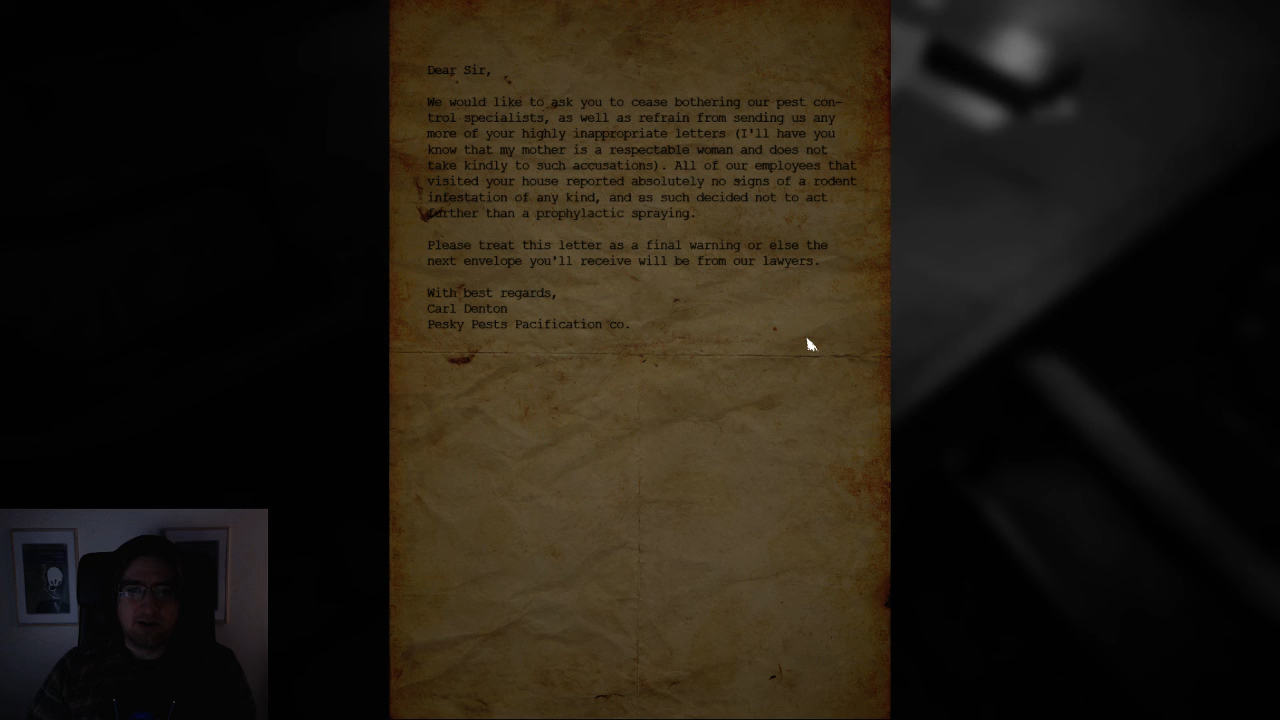 Dear Sir,
We would like to ask you to cease bothering our pest con-
trol specialists, as well as refrain from sending us any
more of your highly inappropriate letters (I'll have you
know that my mother is a respectable woman and does not
take kindly to such accusations). All of our employees that
visited your house reported absolutely no signs of a rodent
infestation of any kind, and as such decided not to act
further than a prophylactic spraying.
Please treat this letter as a final warning or else the
next envelope you'll receive will be from our lawyers.
With best regards,
Carl Denton
Pesky Pests Pacification co.